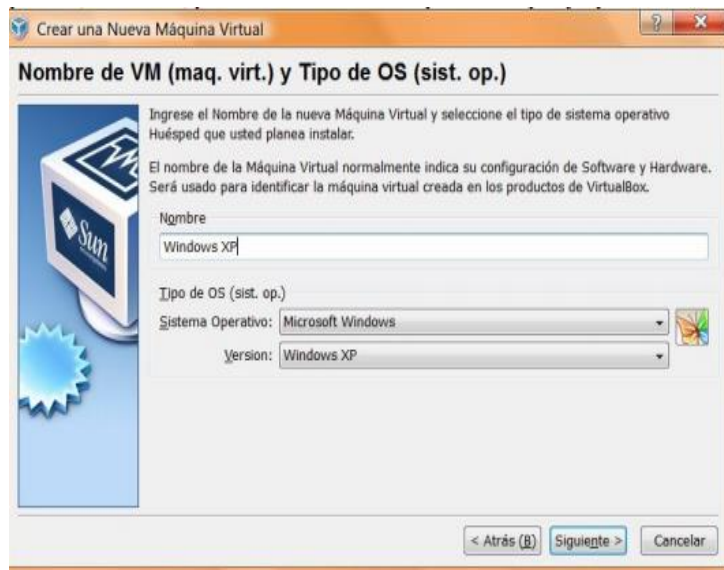 Crear una Nueva Máquina Virtual
Nombre de VM (maq. virt.) y Tipo de OS (sist. op.)
Ingrese el Nombre de la nueva Máquina Virtual y seleccione el tipo de sistema operativo
Huésped que usted planea instalar.
El nombre de la Máquina Virtual normalmente indica su configuración de Software y Hardware.
Será usado para identificar la máquina virtual creada en los productos de VirtualBox.
Nombre
Windows XP
Tipo de OS (sist. op.)
Sistema Operativo: Microsoft Windows
Version: Windows XP
Sun
< Atrás (B) Siguiente > Cancelar